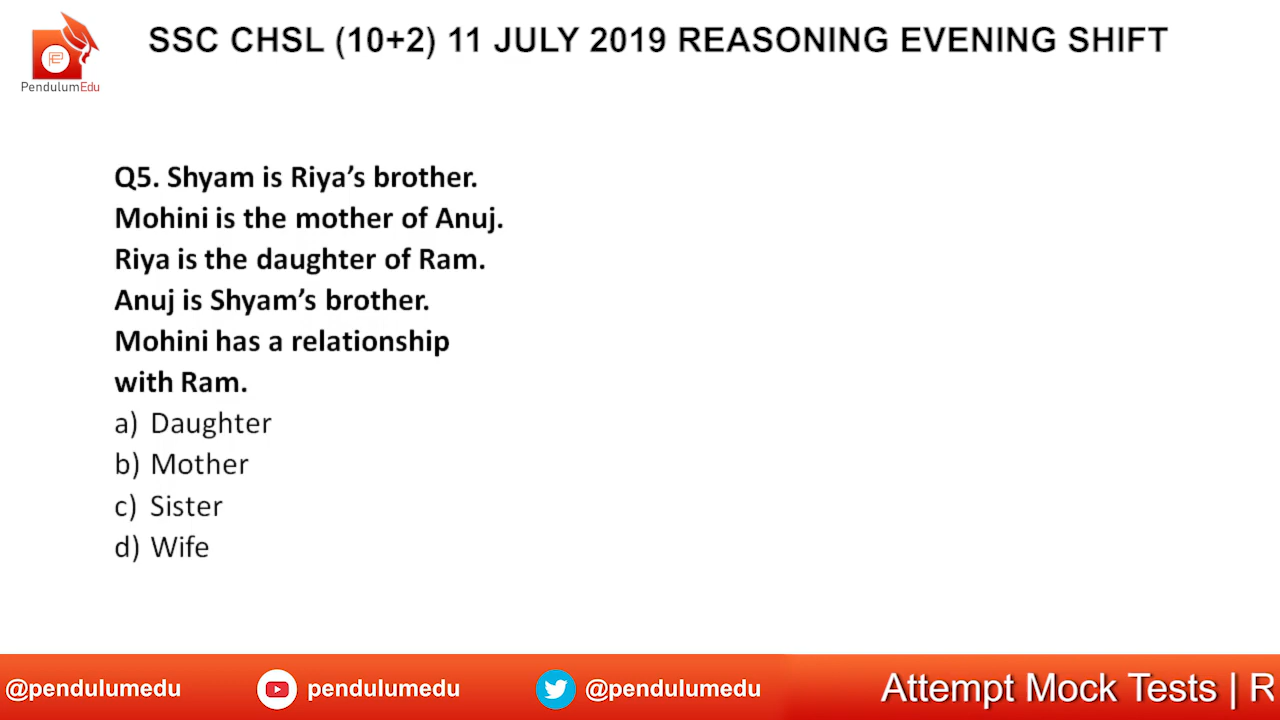 SSC CHSL (10+2) 11 JULY 2019 REASONING EVENING SHIFT
PendulumEdu
Q5. Shyam is Riya’s brother.
Mohini is the mother of Anuj.
Riya is the daughter of Ram.
Anuj is Shyam’s brother.
Mohini has a relationship
with Ram.
a) Daughter
b) Mother
c) Sister
d) Wife
@pendulumedu pendulumedu @pendulumedu Attempt Mock Tests | R